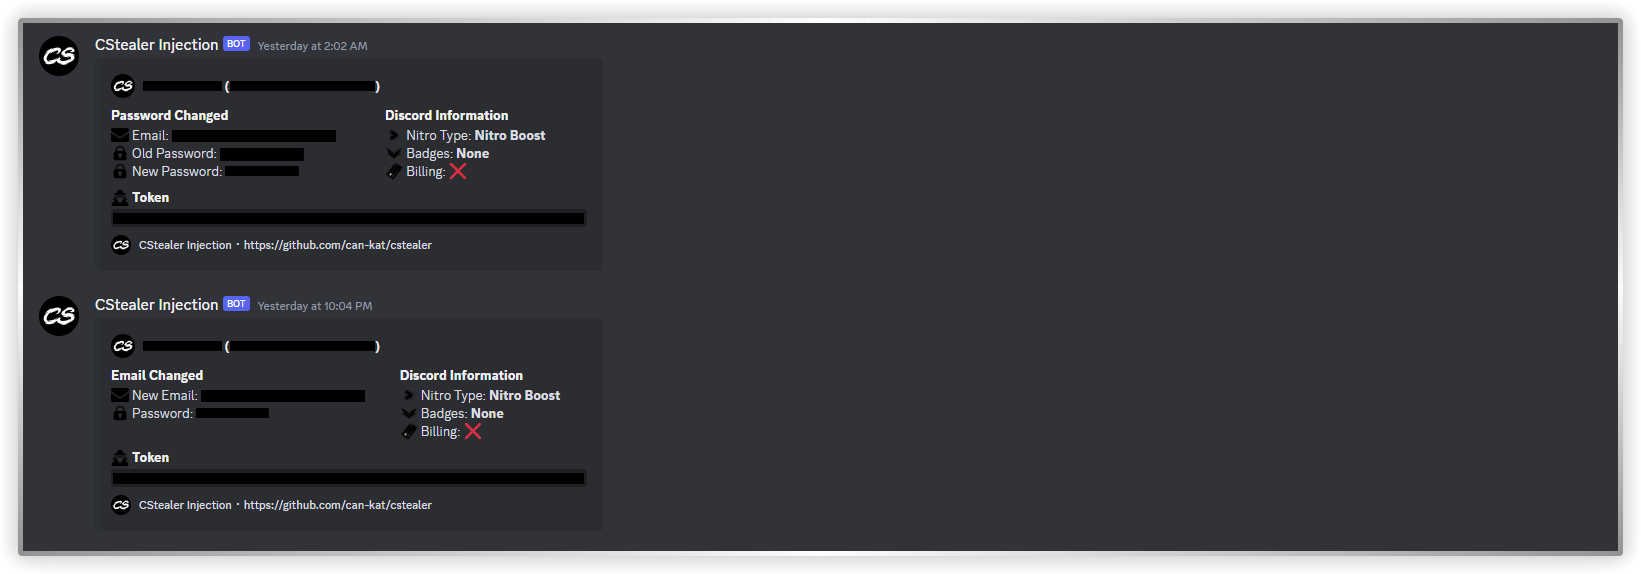 CS
CStealer Injection BOT Yesterday at 2:02 AM
CS ( )
Password Changed Discord Information
Email: Nitro Type: Nitro Boost
Old Password: Badges: None
New Password: Billing: ❌
Token
CS CStealer Injection • https://github.com/can-kat/cstealer
CS
CStealer Injection BOT Yesterday at 10:04 PM
CS ( )
Email Changed Discord Information
New Email: Nitro Type: Nitro Boost
Password: Badges: None
Billing: ❌
Token
CS CStealer Injection • https://github.com/can-kat/cstealer